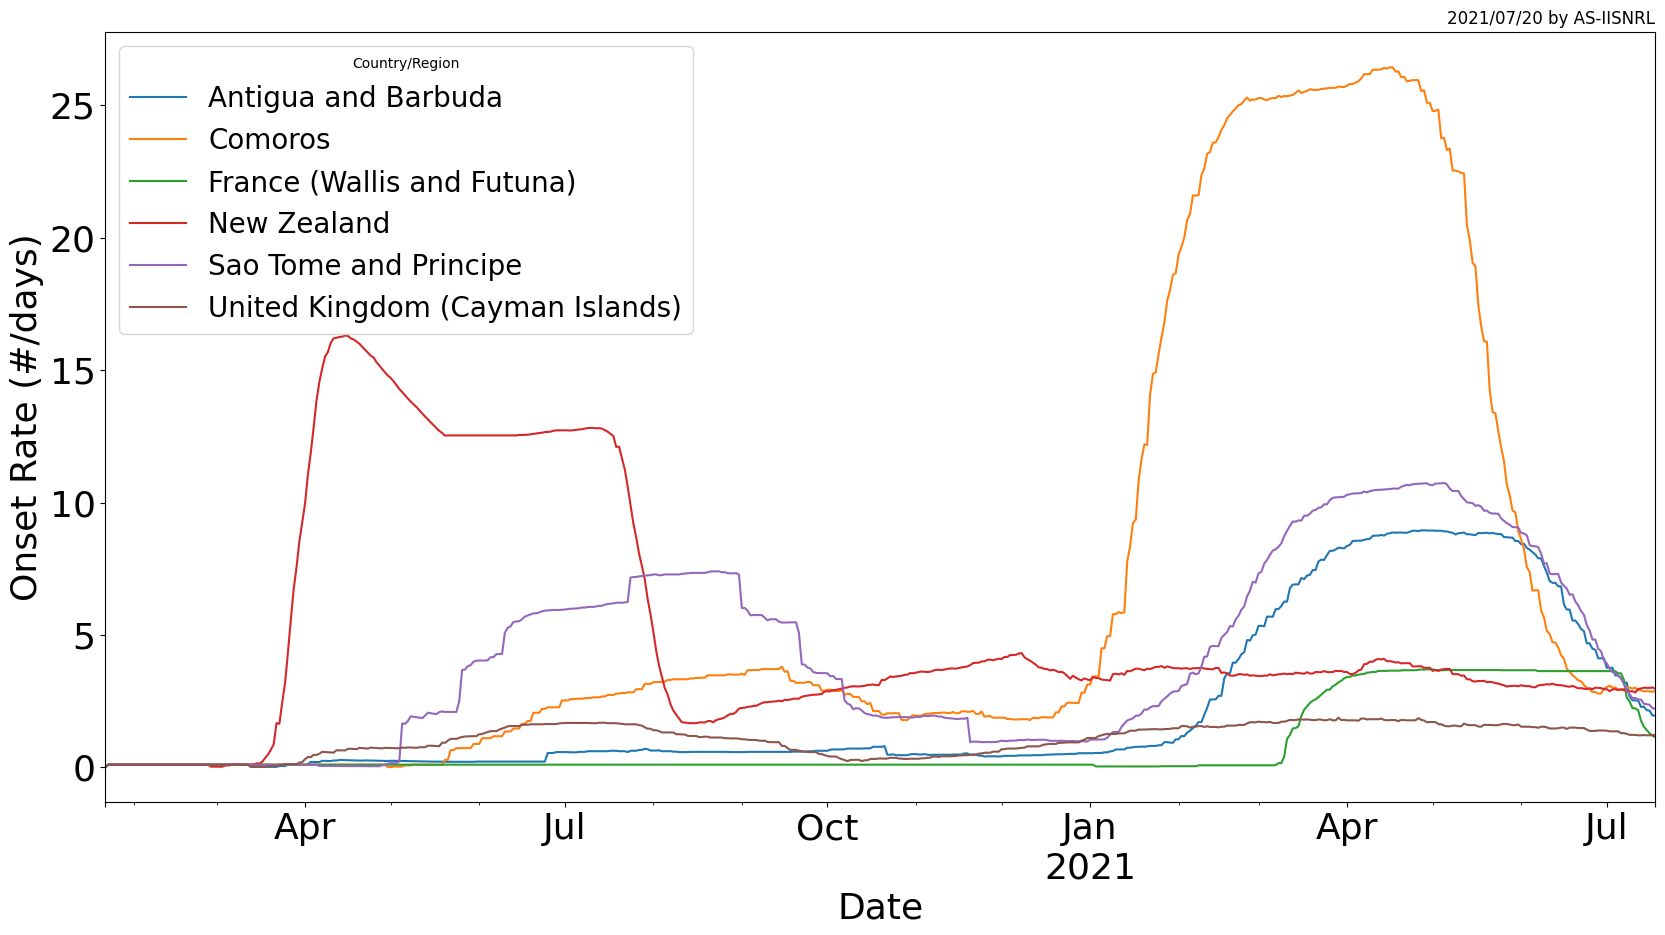 2021/07/20 by AS-IISNRL
Country/Region
Antigua and Barbuda
Comoros
France (Wallis and Futuna)
New Zealand
Sao Tome and Principe
United Kingdom (Cayman Islands)
Onset Rate (#/days)
25
20
15
10
5
0
Apr Jul Oct Jan Apr Jul
2021
Date